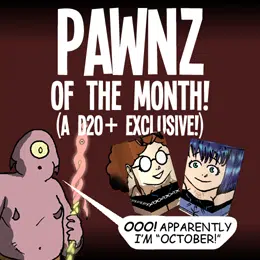 PAWNZ
OF THE MONTH!
(A D20+ EXCLUSIVE!)
OOO! APPARENTLY
I'M "OCTOBER!"